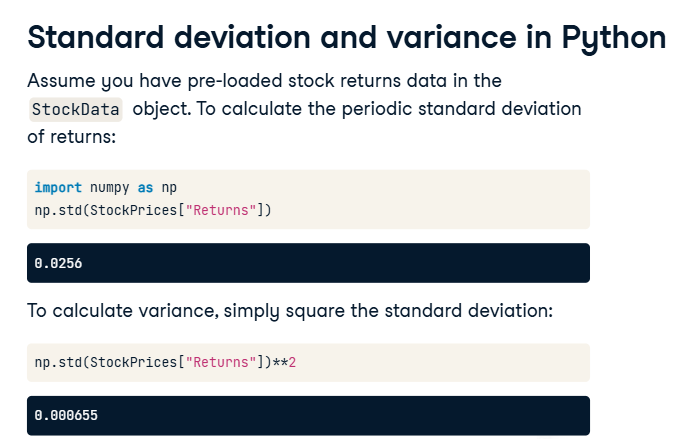 Standard deviation and variance in Python
Assume you have pre-loaded stock returns data in the
StockData object. To calculate the periodic standard deviation
of returns:
import numpy as np
np.std(StockPrices["Returns"])
0.0256
To calculate variance, simply square the standard deviation:
np.std(StockPrices["Returns"])**2
0.000655